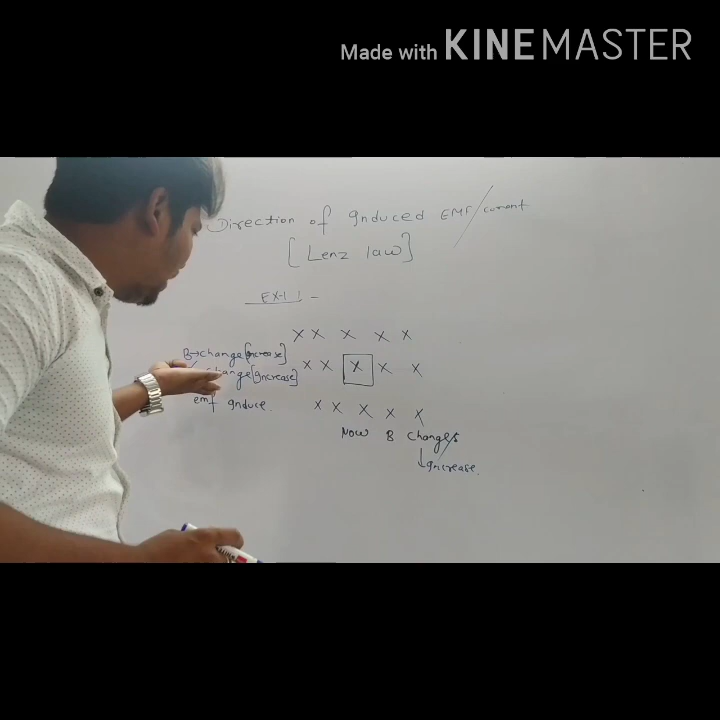 Made with KINEMASTER
Direction of Induced EMF/current
[Lenz law]
EX-1 : -
x x x x x
B→change[increase] x x x x x
change[Increase]
emf Induce. x x x x x
Now B changes
↓Increase.